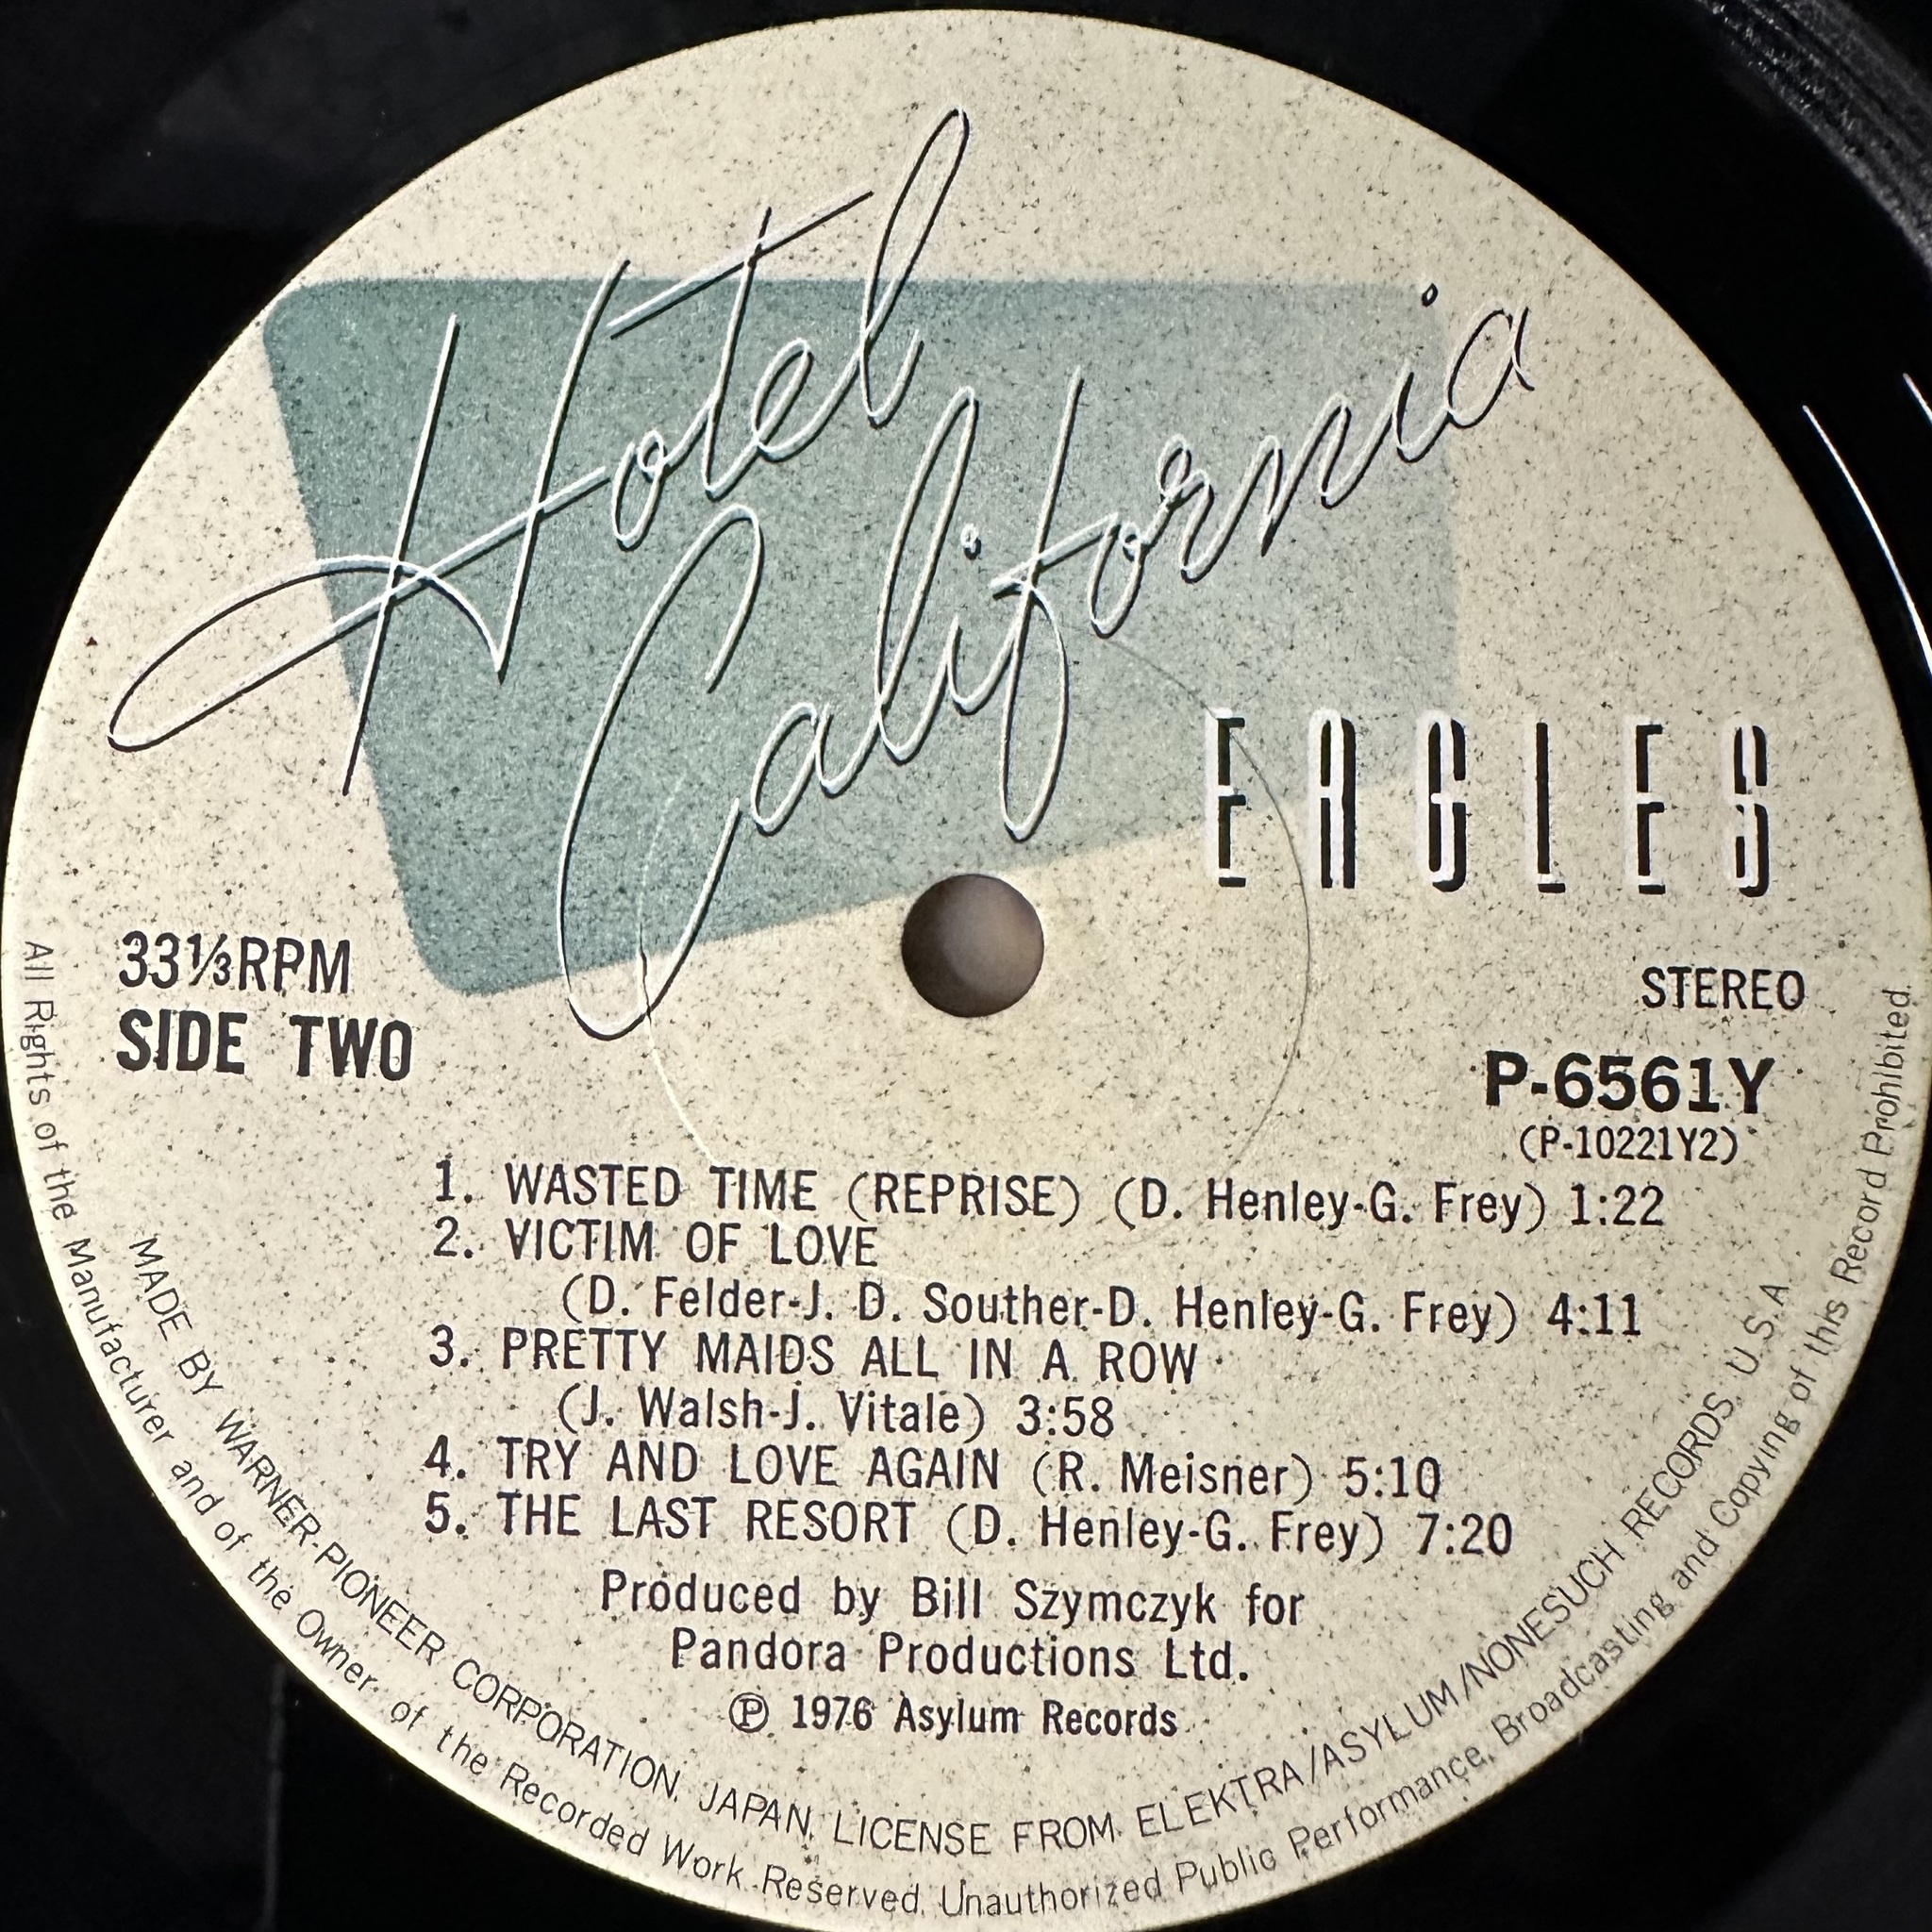 Hotel
California
EAGLES
33⅓RPM
SIDE TWO
STEREO
P-6561Y
(P-10221Y2)
1. WASTED TIME (REPRISE) (D. Henley-G. Frey) 1:22
2. VICTIM OF LOVE
(D. Felder-J. D. Souther-D. Henley-G. Frey) 4:11
3. PRETTY MAIDS ALL IN A ROW
(J. Walsh-J. Vitale) 3:58
4. TRY AND LOVE AGAIN (R. Meisner) 5:10
5. THE LAST RESORT (D. Henley-G. Frey) 7:20
Produced by Bill Szymczyk for
Pandora Productions Ltd.
℗ 1976 Asylum Records
MADE BY WARNER-PIONEER CORPORATION, JAPAN, LICENSE FROM ELEKTRA/ASYLUM/NONESUCH RECORDS, U.S.A
All Rights of the Manufacturer and of the Owner of the Recorded Work Reserved. Unauthorized Public Performance, Broadcasting and Copying of this Record Prohibited.